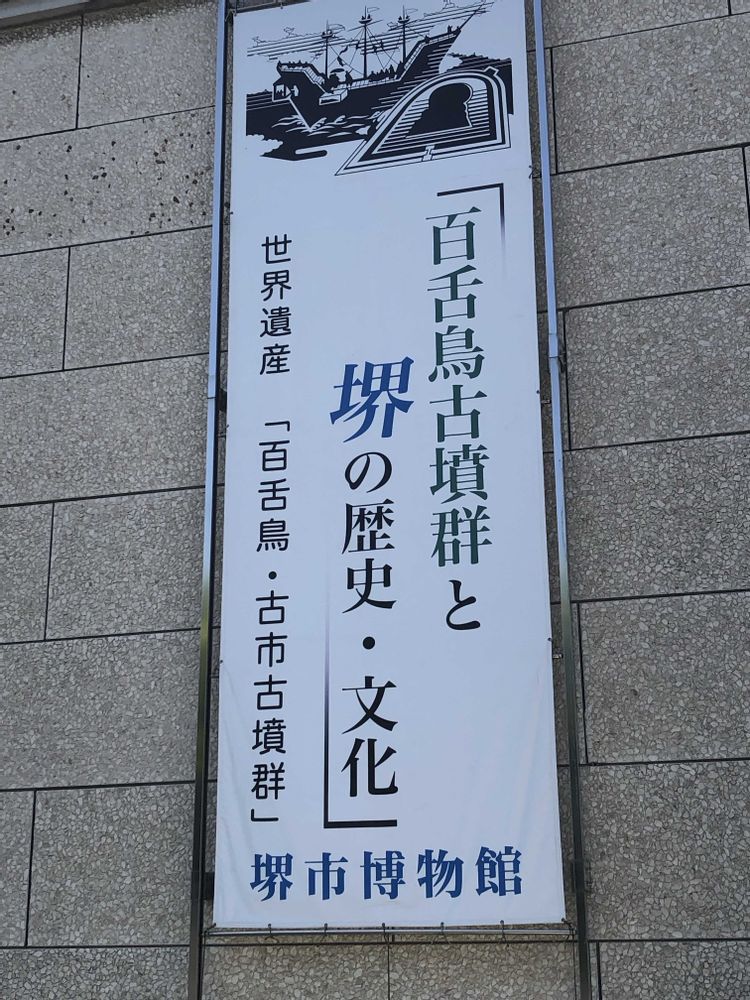 「百舌鳥古墳群と
堺の歴史・文化」
世界遺産 「百舌鳥・古市古墳群」
堺市博物館